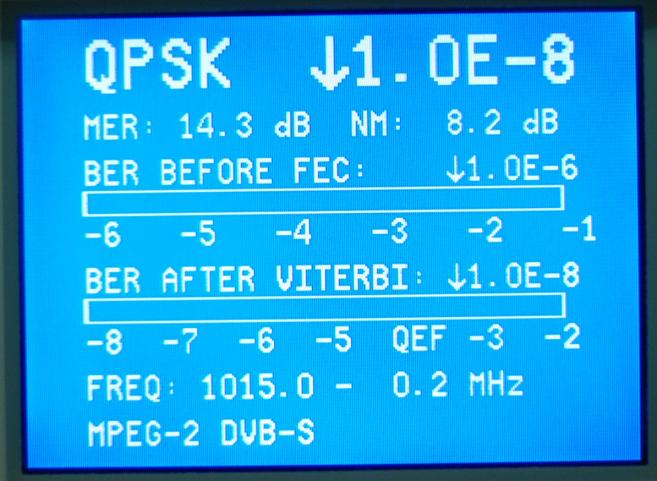 QPSK ↓1.0E-8
MER: 14.3 dB NM: 8.2 dB
BER BEFORE FEC: ↓1.0E-6
-6 -5 -4 -3 -2 -1
BER AFTER VITERBI: ↓1.0E-8
-8 -7 -6 -5 QEF -3 -2
FREQ: 1015.0 - 0.2 MHz
MPEG-2 DVB-S